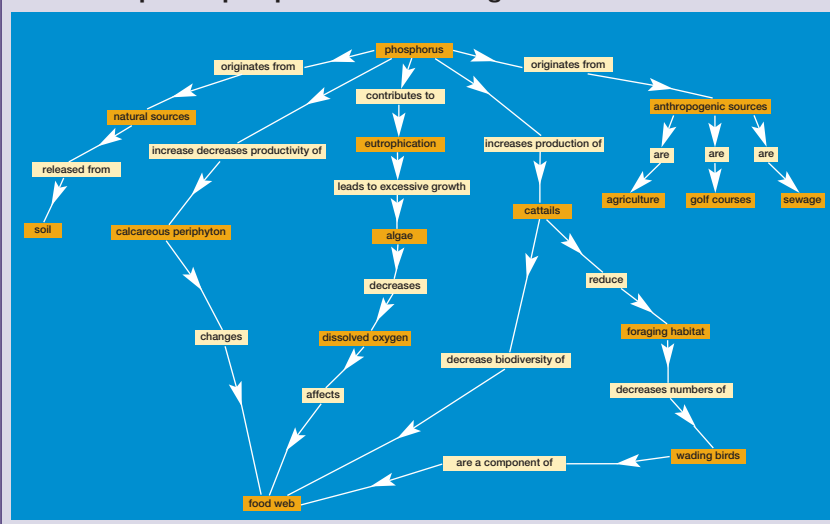 phosphorus
originates from
originates from
contributes to
natural sources
anthropogenic sources
increase decreases productivity of
eutrophication
increases production of
are
are
are
released from
leads to excessive growth
agriculture
golf courses
sewage
cattails
soil
calcareous periphyton
algae
decreases
reduce
changes
dissolved oxygen
foraging habitat
decrease biodiversity of
affects
decreases numbers of
are a component of
wading birds
food web